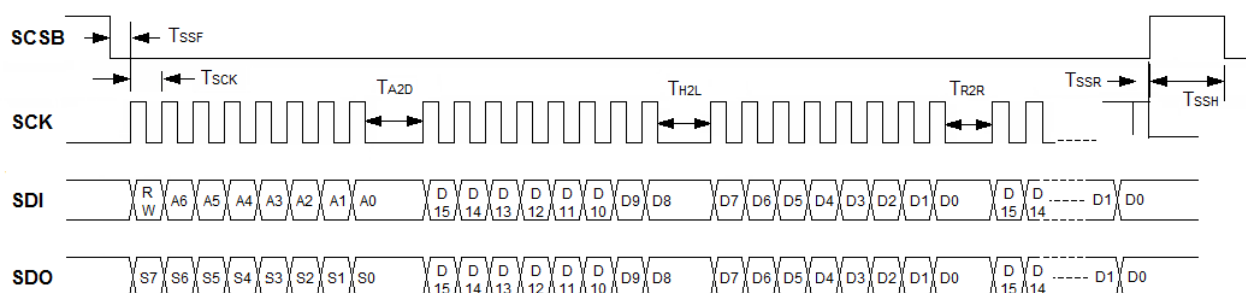 SCSB TSSF
TSCK TA2D TH2L TR2R TSSR TSSH
SCK
SDI R W A6 A5 A4 A3 A2 A1 A0 D 15 D 14 D 13 D 12 D 11 D 10 D9 D8 D7 D6 D5 D4 D3 D2 D1 D0 D 15 D 14 D1 D0
SDO S7 S6 S5 S4 S3 S2 S1 S0 D 15 D 14 D 13 D 12 D 11 D 10 D9 D8 D7 D6 D5 D4 D3 D2 D1 D0 D 15 D 14 D1 D0